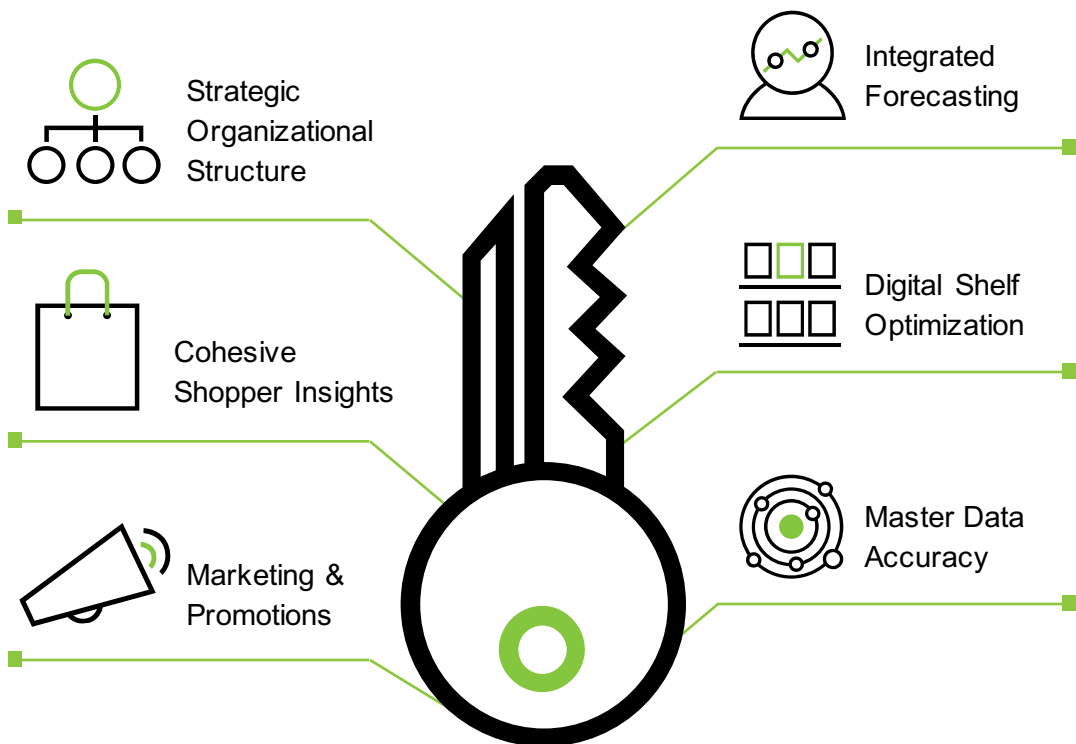 Strategic
Organizational
Structure
Cohesive
Shopper Insights
Marketing &
Promotions
Integrated
Forecasting
Digital Shelf
Optimization
Master Data
Accuracy